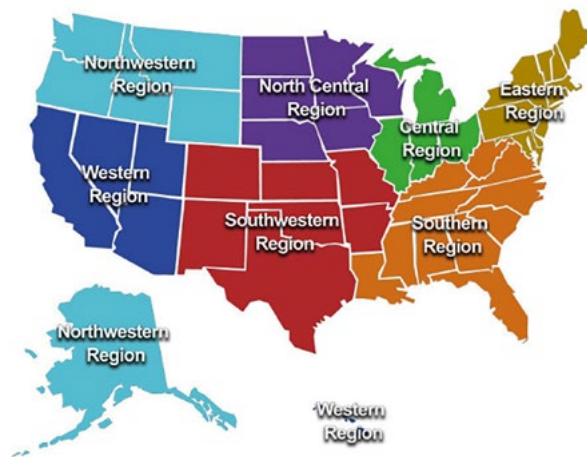 Northwestern
Region
North Central
Region
Eastern
Region
Central
Region
Western
Region
Southwestern
Region
Southern
Region
Northwestern
Region
Western
Region